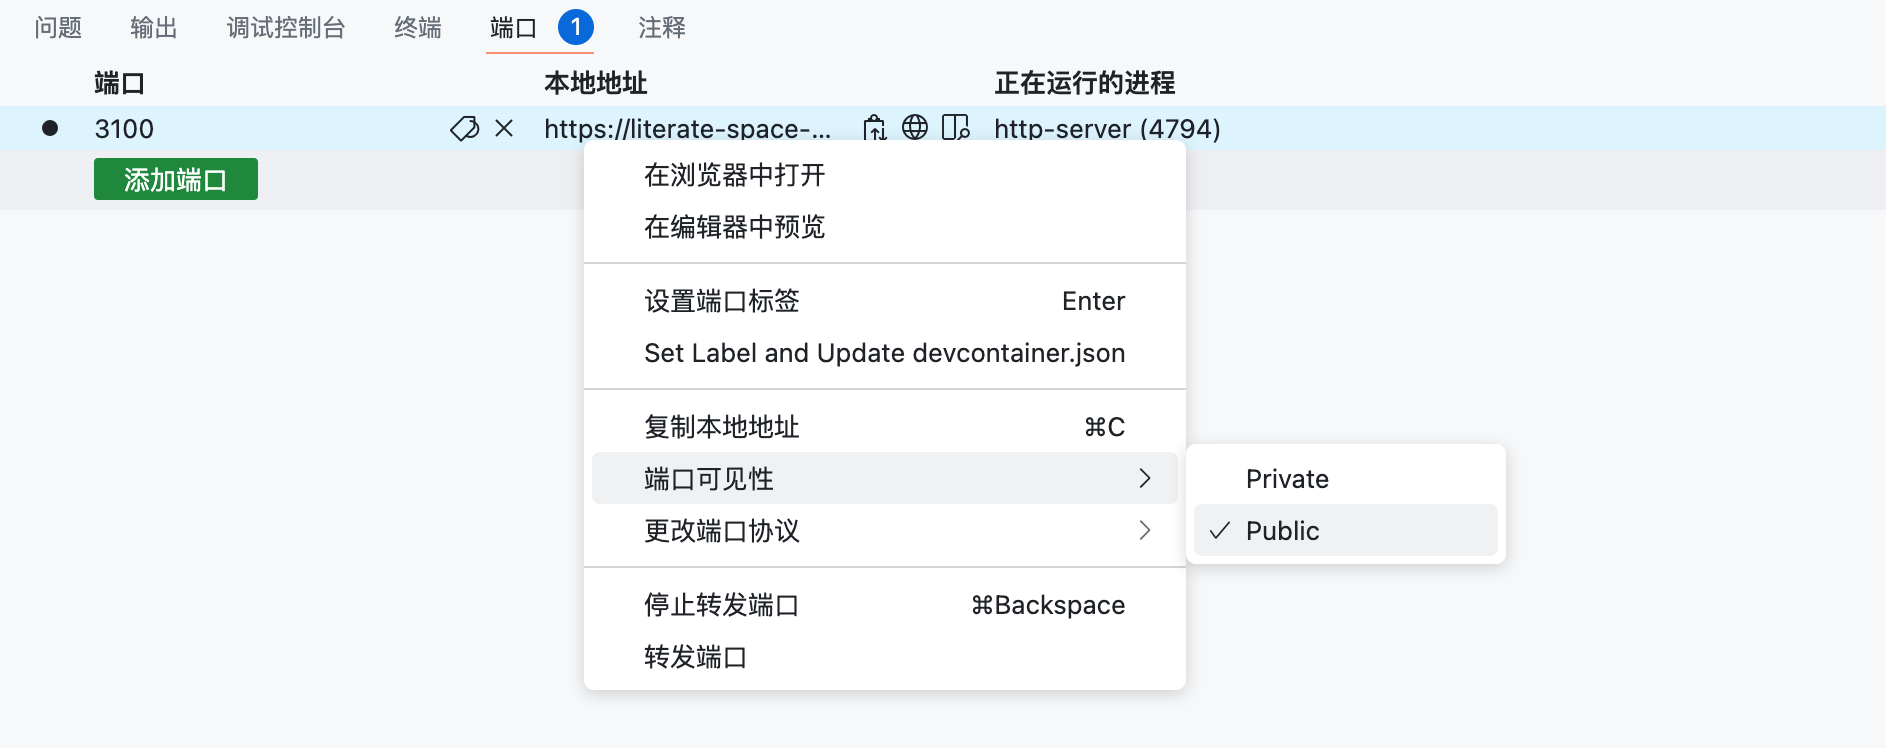 问题 输出 调试控制台 终端 端口 1 注释
端口 本地地址 正在运行的进程
3100 https://literate-space-... http-server (4794)
添加端口
在浏览器中打开
在编辑器中预览
设置端口标签 Enter
Set Label and Update devcontainer.json
复制本地地址 ⌘C
端口可见性
Private
更改端口协议
Public
停止转发端口 ⌘Backspace
转发端口